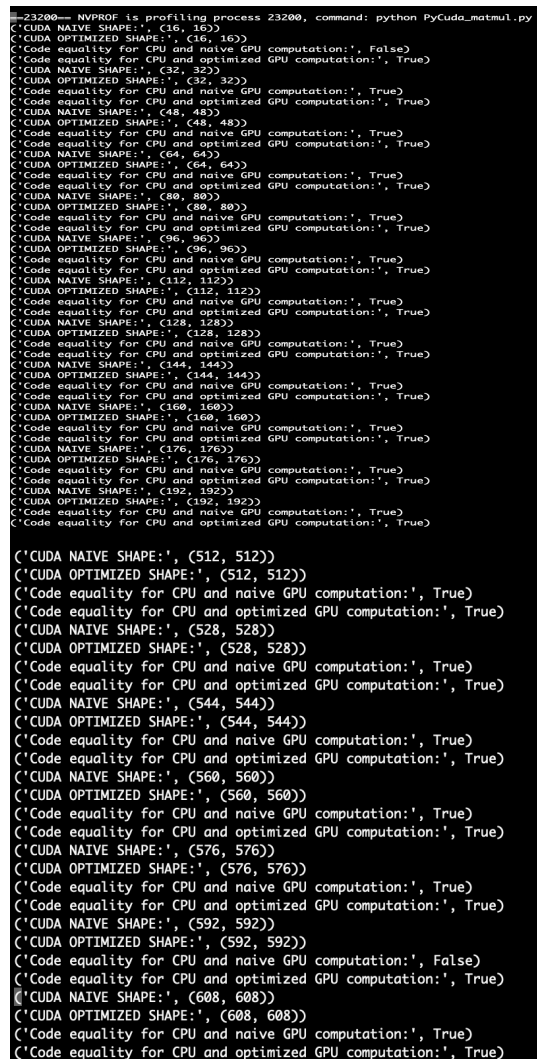 ==23200== NVPROF is profiling process 23200, command: python PyCuda_matmul.py
('CUDA NAIVE SHAPE:', (16, 16))
('CUDA OPTIMIZED SHAPE:', (16, 16))
('Code equality for CPU and naive GPU computation:', False)
('Code equality for CPU and optimized GPU computation:', True)
('CUDA NAIVE SHAPE:', (32, 32))
('CUDA OPTIMIZED SHAPE:', (32, 32))
('Code equality for CPU and naive GPU computation:', True)
('Code equality for CPU and optimized GPU computation:', True)
('CUDA NAIVE SHAPE:', (48, 48))
('CUDA OPTIMIZED SHAPE:', (48, 48))
('Code equality for CPU and naive GPU computation:', True)
('Code equality for CPU and optimized GPU computation:', True)
('CUDA NAIVE SHAPE:', (64, 64))
('CUDA OPTIMIZED SHAPE:', (64, 64))
('Code equality for CPU and naive GPU computation:', True)
('Code equality for CPU and optimized GPU computation:', True)
('CUDA NAIVE SHAPE:', (80, 80))
('CUDA OPTIMIZED SHAPE:', (80, 80))
('Code equality for CPU and naive GPU computation:', True)
('Code equality for CPU and optimized GPU computation:', True)
('CUDA NAIVE SHAPE:', (96, 96))
('CUDA OPTIMIZED SHAPE:', (96, 96))
('Code equality for CPU and naive GPU computation:', True)
('Code equality for CPU and optimized GPU computation:', True)
('CUDA NAIVE SHAPE:', (112, 112))
('CUDA OPTIMIZED SHAPE:', (112, 112))
('Code equality for CPU and naive GPU computation:', True)
('Code equality for CPU and optimized GPU computation:', True)
('CUDA NAIVE SHAPE:', (128, 128))
('CUDA OPTIMIZED SHAPE:', (128, 128))
('Code equality for CPU and naive GPU computation:', True)
('Code equality for CPU and optimized GPU computation:', True)
('CUDA NAIVE SHAPE:', (144, 144))
('CUDA OPTIMIZED SHAPE:', (144, 144))
('Code equality for CPU and naive GPU computation:', True)
('Code equality for CPU and optimized GPU computation:', True)
('CUDA NAIVE SHAPE:', (160, 160))
('CUDA OPTIMIZED SHAPE:', (160, 160))
('Code equality for CPU and naive GPU computation:', True)
('Code equality for CPU and optimized GPU computation:', True)
('CUDA NAIVE SHAPE:', (176, 176))
('CUDA OPTIMIZED SHAPE:', (176, 176))
('Code equality for CPU and naive GPU computation:', True)
('Code equality for CPU and optimized GPU computation:', True)
('CUDA NAIVE SHAPE:', (192, 192))
('CUDA OPTIMIZED SHAPE:', (192, 192))
('Code equality for CPU and naive GPU computation:', True)
('Code equality for CPU and optimized GPU computation:', True)
('CUDA NAIVE SHAPE:', (512, 512))
('CUDA OPTIMIZED SHAPE:', (512, 512))
('Code equality for CPU and naive GPU computation:', True)
('Code equality for CPU and optimized GPU computation:', True)
('CUDA NAIVE SHAPE:', (528, 528))
('CUDA OPTIMIZED SHAPE:', (528, 528))
('Code equality for CPU and naive GPU computation:', True)
('Code equality for CPU and optimized GPU computation:', True)
('CUDA NAIVE SHAPE:', (544, 544))
('CUDA OPTIMIZED SHAPE:', (544, 544))
('Code equality for CPU and naive GPU computation:', True)
('Code equality for CPU and optimized GPU computation:', True)
('CUDA NAIVE SHAPE:', (560, 560))
('CUDA OPTIMIZED SHAPE:', (560, 560))
('Code equality for CPU and naive GPU computation:', True)
('Code equality for CPU and optimized GPU computation:', True)
('CUDA NAIVE SHAPE:', (576, 576))
('CUDA OPTIMIZED SHAPE:', (576, 576))
('Code equality for CPU and naive GPU computation:', True)
('Code equality for CPU and optimized GPU computation:', True)
('CUDA NAIVE SHAPE:', (592, 592))
('CUDA OPTIMIZED SHAPE:', (592, 592))
('Code equality for CPU and naive GPU computation:', False)
('Code equality for CPU and optimized GPU computation:', True)
('CUDA NAIVE SHAPE:', (608, 608))
('CUDA OPTIMIZED SHAPE:', (608, 608))
('Code equality for CPU and naive GPU computation:', True)
('Code equality for CPU and optimized GPU computation:', True)